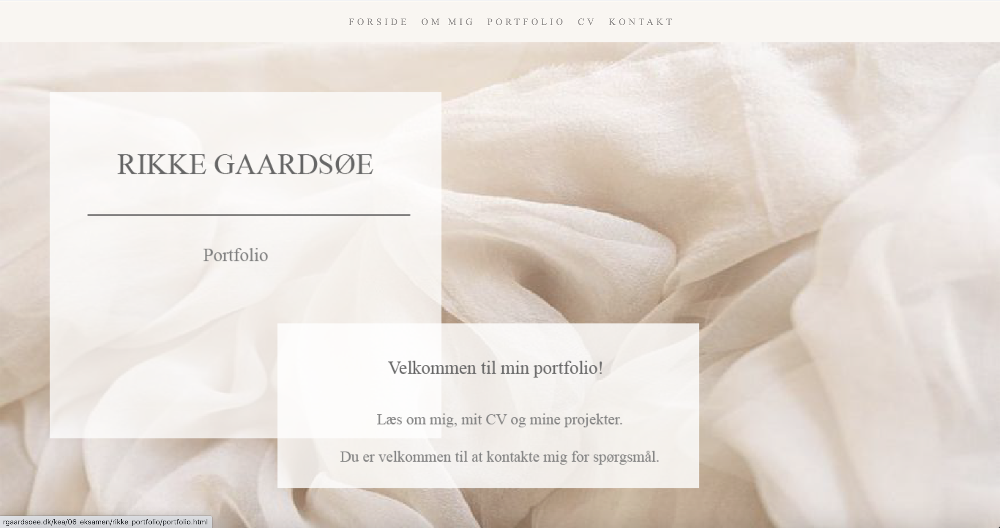 FORSIDE OM MIG PORTFOLIO CV KONTAKT
RIKKE GAARDSØE
Portfolio
Velkommen til min portfolio!
Læs om mig, mit CV og mine projekter.
Du er velkommen til at kontakte mig for spørgsmål.
rgaardsoee.dk/kea/06_eksamen/rikke_portfolio/portfolio.html